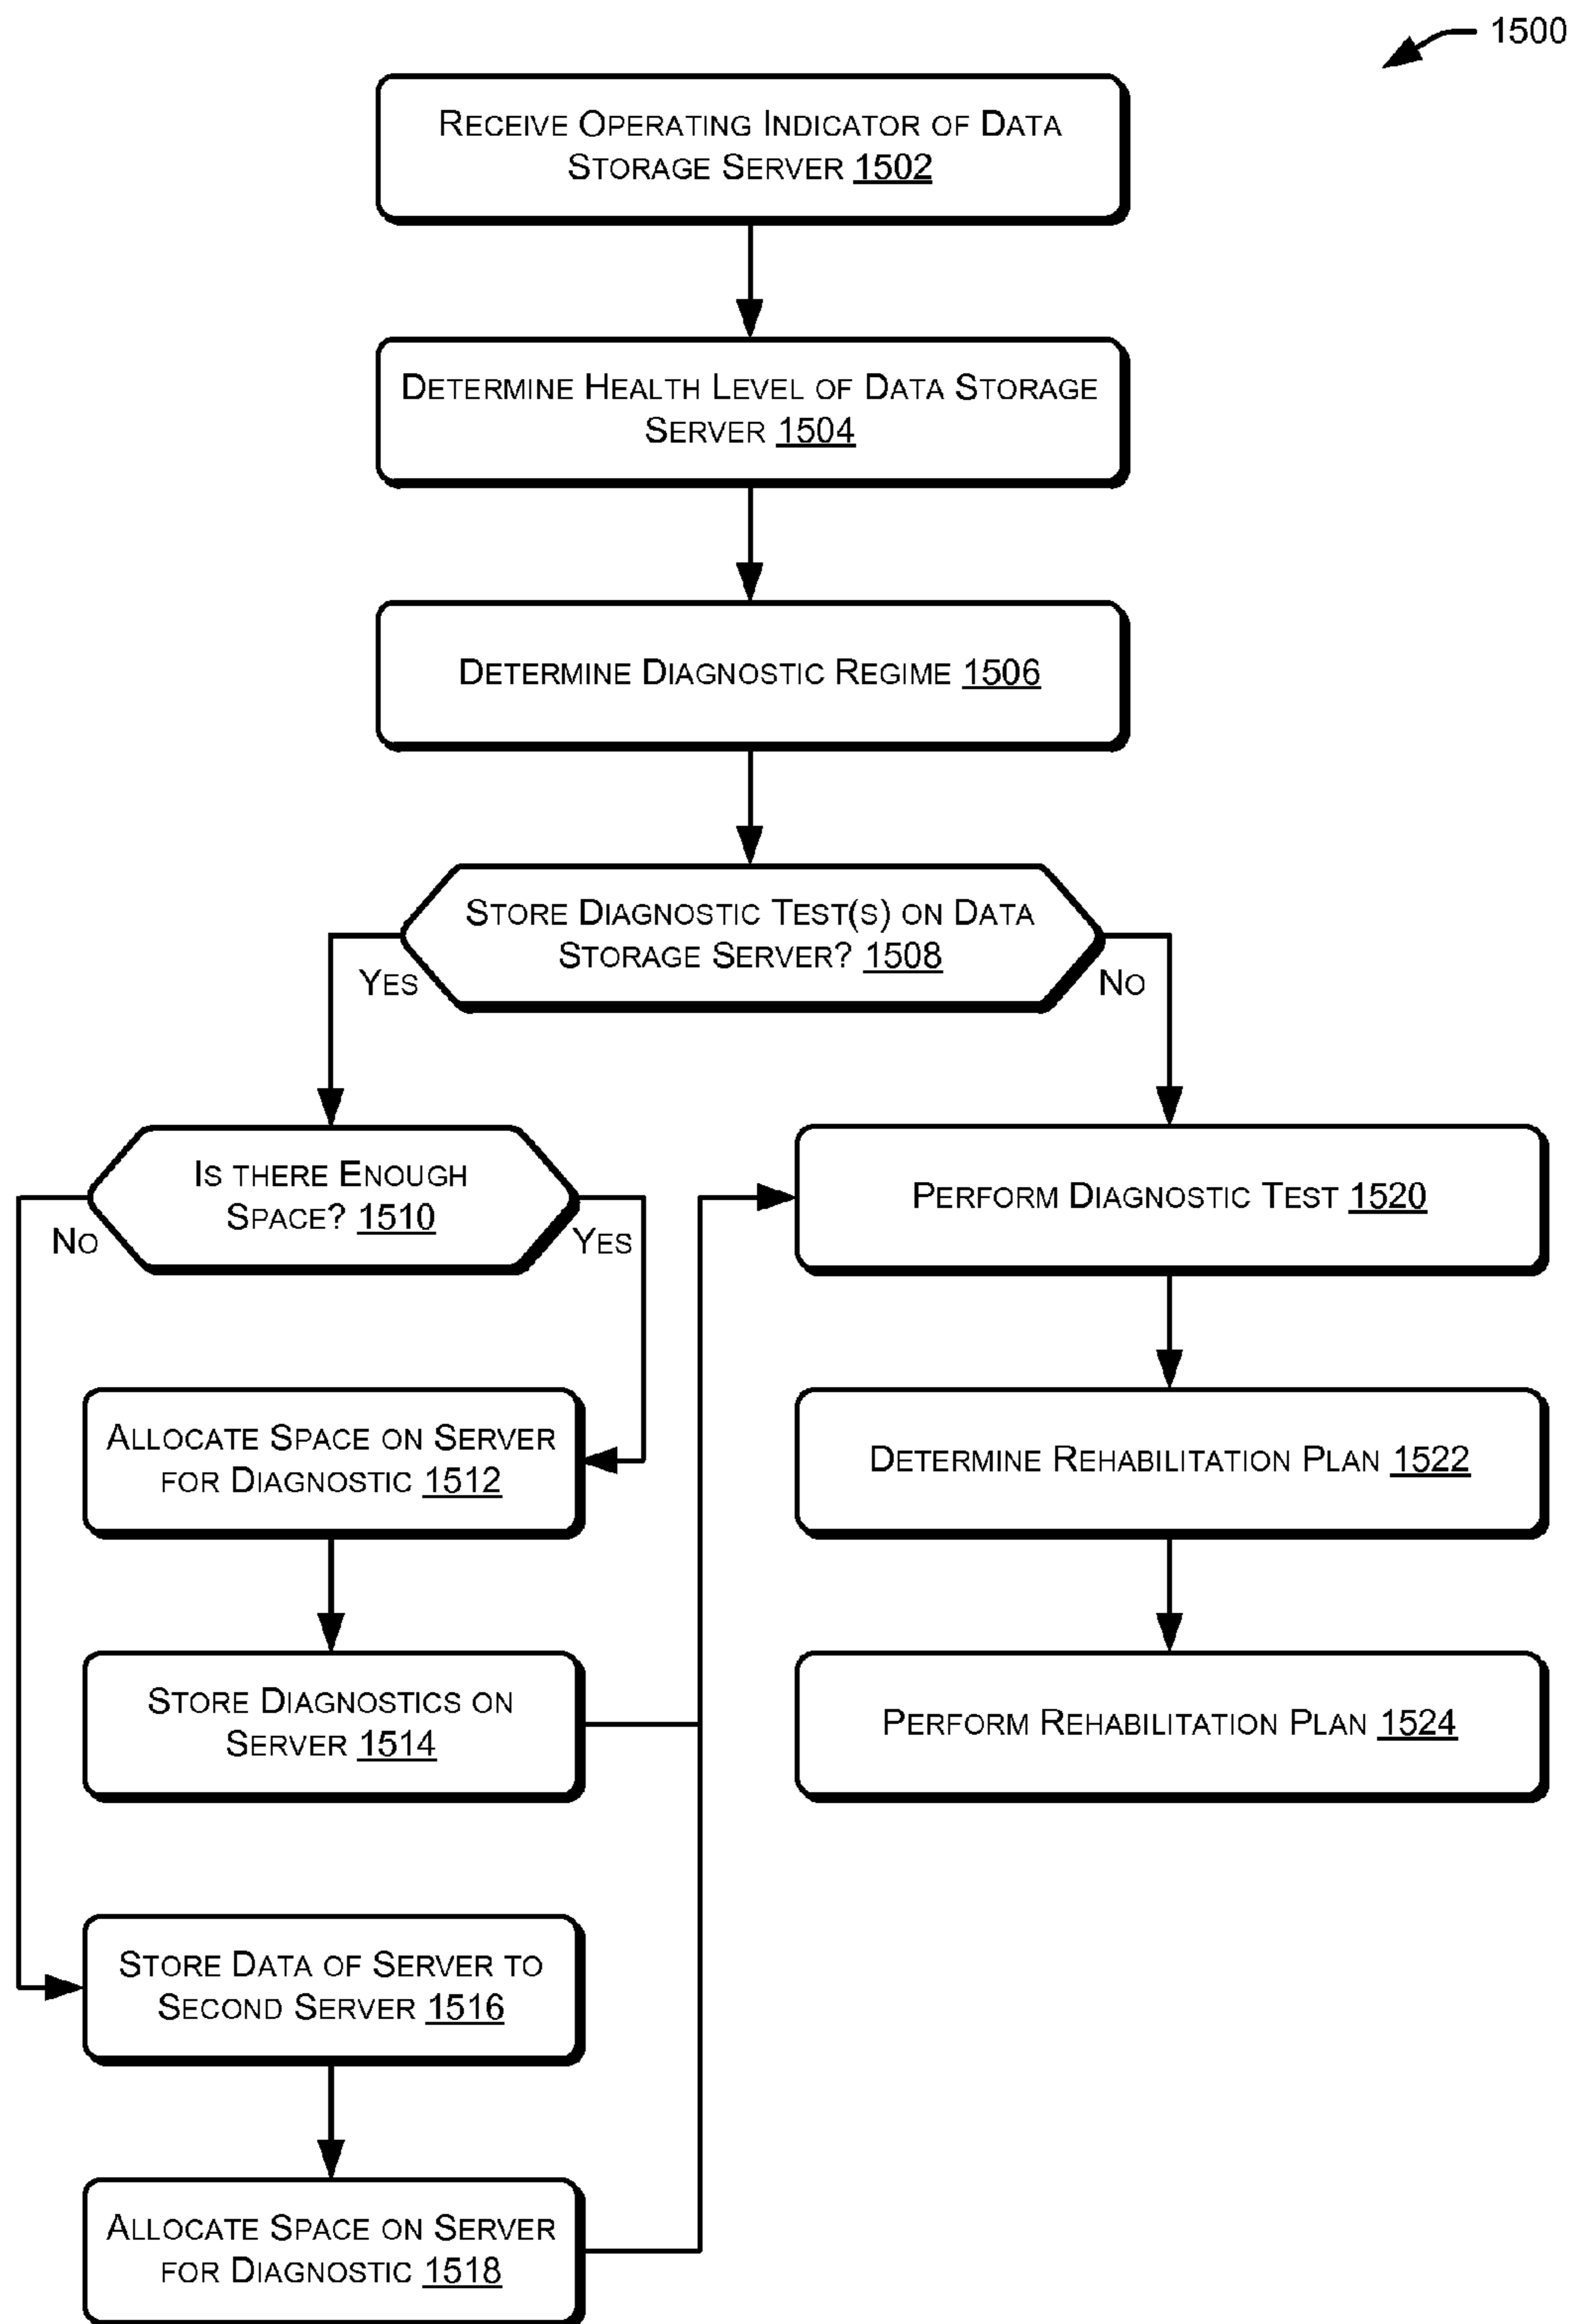 1500
RECEIVE OPERATING INDICATOR OF DATA
STORAGE SERVER 1502
DETERMINE HEALTH LEVEL OF DATA STORAGE
SERVER 1504
DETERMINE DIAGNOSTIC REGIME 1506
STORE DIAGNOSTIC TEST(S) ON DATA
STORAGE SERVER? 1508
YES
NO
IS THERE ENOUGH
SPACE? 1510
NO
YES
PERFORM DIAGNOSTIC TEST 1520
ALLOCATE SPACE ON SERVER
FOR DIAGNOSTIC 1512
DETERMINE REHABILITATION PLAN 1522
STORE DIAGNOSTICS ON
SERVER 1514
PERFORM REHABILITATION PLAN 1524
STORE DATA OF SERVER TO
SECOND SERVER 1516
ALLOCATE SPACE ON SERVER
FOR DIAGNOSTIC 1518